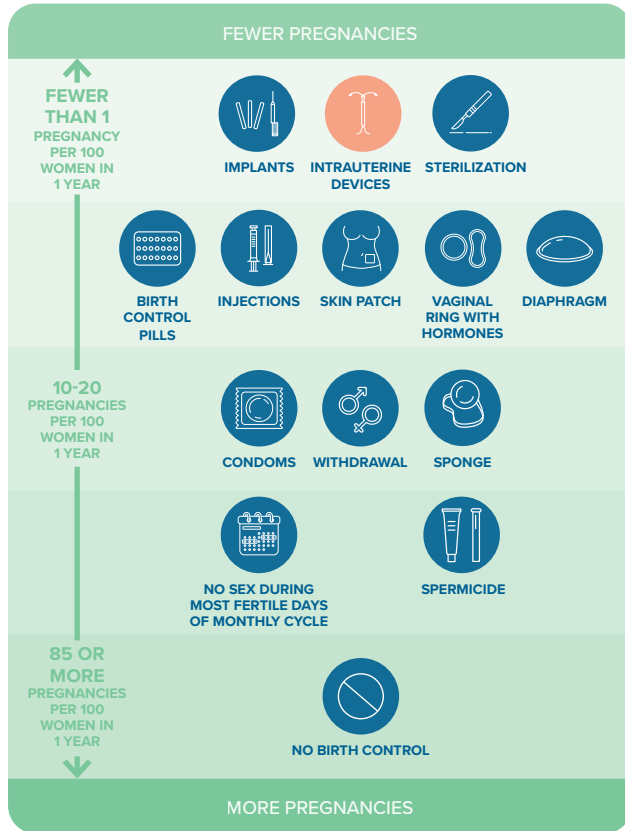 FEWER PREGNANCIES
FEWER
THAN 1
PREGNANCY
PER 100
WOMEN IN
1 YEAR
IMPLANTS
INTRAUTERINE
DEVICES
STERILIZATION
BIRTH
CONTROL
PILLS
INJECTIONS
SKIN PATCH
VAGINAL
RING WITH
HORMONES
DIAPHRAGM
10-20
PREGNANCIES
PER 100
WOMEN IN
1 YEAR
CONDOMS
WITHDRAWAL
SPONGE
NO SEX DURING
MOST FERTILE DAYS
OF MONTHLY CYCLE
SPERMICIDE
85 OR
MORE
PREGNANCIES
PER 100
WOMEN IN
1 YEAR
NO BIRTH CONTROL
MORE PREGNANCIES